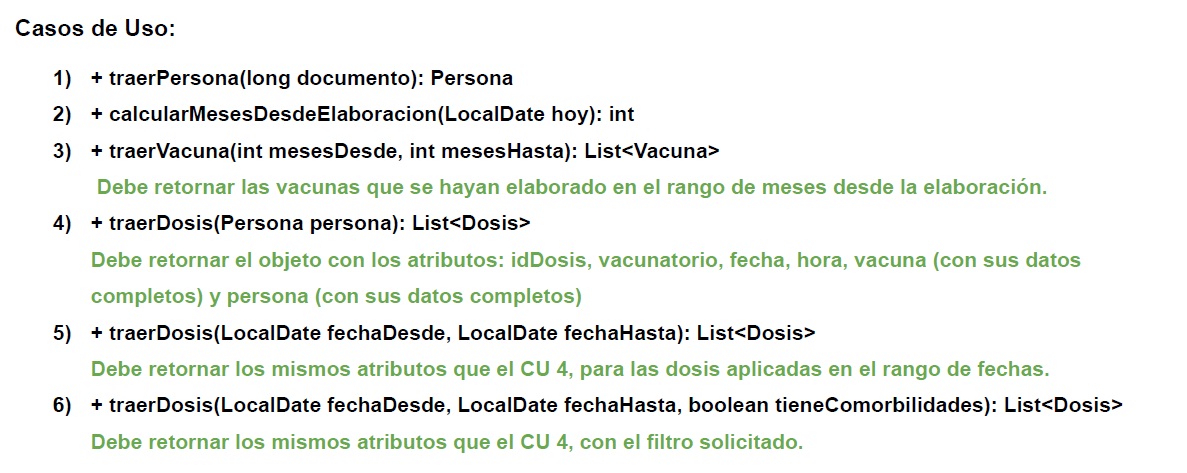 Casos de Uso:
1) + traerPersona(long documento): Persona
2) + calcularMesesDesdeElaboracion(LocalDate hoy): int
3) + traerVacuna(int mesesDesde, int mesesHasta): List<Vacuna>
Debe retornar las vacunas que se hayan elaborado en el rango de meses desde la elaboración.
4) + traerDosis(Persona persona): List<Dosis>
Debe retornar el objeto con los atributos: idDosis, vacunatorio, fecha, hora, vacuna (con sus datos
completos) y persona (con sus datos completos)
5) + traerDosis(LocalDate fechaDesde, LocalDate fechaHasta): List<Dosis>
Debe retornar los mismos atributos que el CU 4, para las dosis aplicadas en el rango de fechas.
6) + traerDosis(LocalDate fechaDesde, LocalDate fechaHasta, boolean tieneComorbilidades): List<Dosis>
Debe retornar los mismos atributos que el CU 4, con el filtro solicitado.